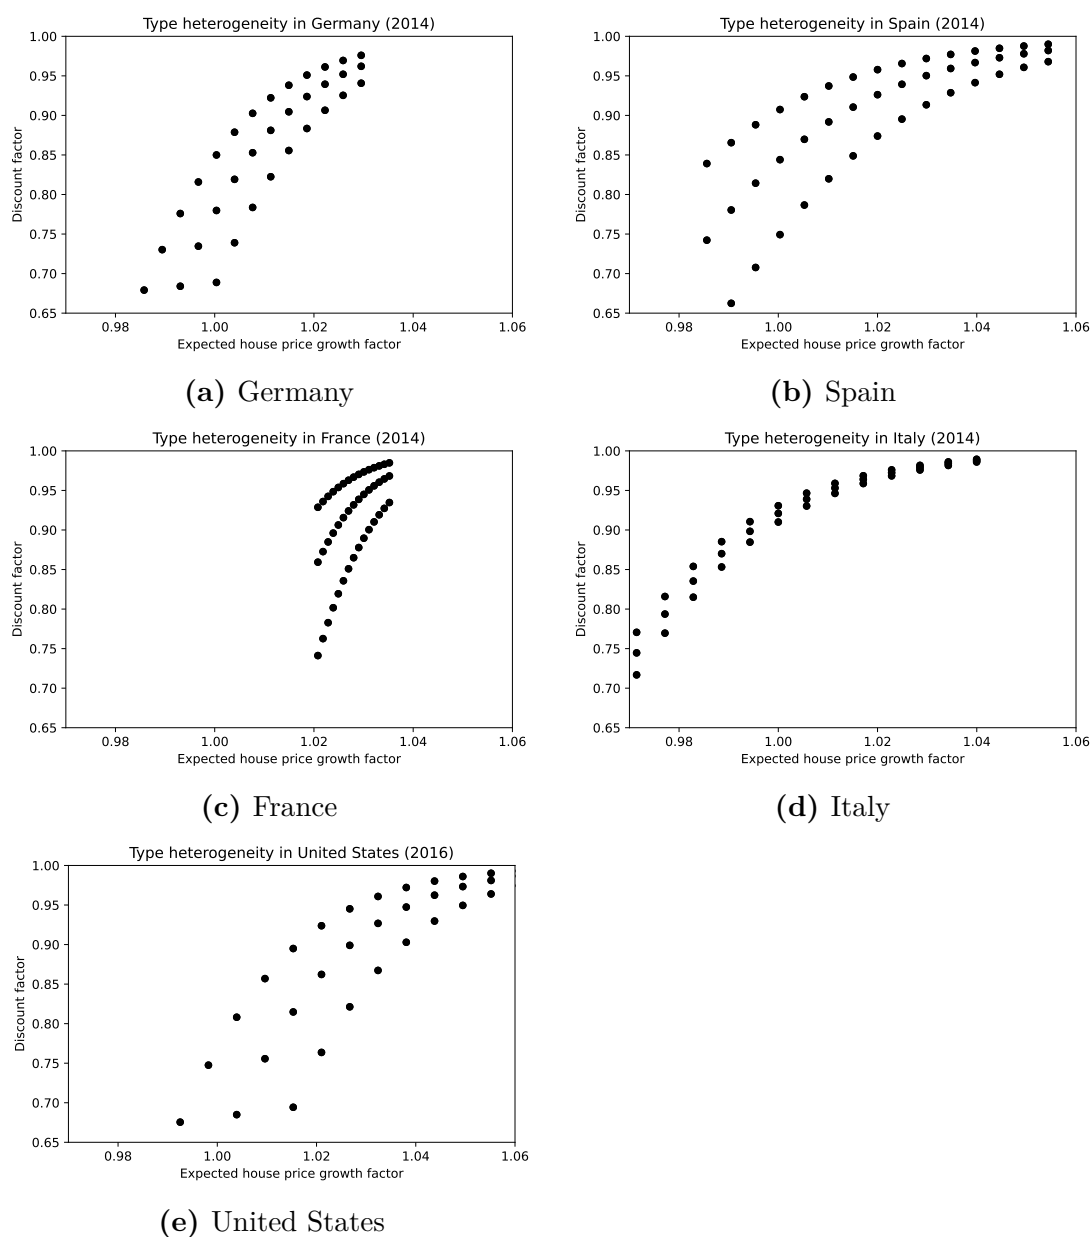 Type heterogeneity in Germany (2014)
1.00
0.95
0.90
0.85
0.80
0.75
0.70
0.65
Discount factor
0.98 1.00 1.02 1.04 1.06
Expected house price growth factor
(a) Germany
Type heterogeneity in Spain (2014)
1.00
0.95
0.90
0.85
0.80
0.75
0.70
0.65
Discount factor
0.98 1.00 1.02 1.04 1.06
Expected house price growth factor
(b) Spain
Type heterogeneity in France (2014)
1.00
0.95
0.90
0.85
0.80
0.75
0.70
0.65
Discount factor
0.98 1.00 1.02 1.04 1.06
Expected house price growth factor
(c) France
Type heterogeneity in Italy (2014)
1.00
0.95
0.90
0.85
0.80
0.75
0.70
0.65
Discount factor
0.98 1.00 1.02 1.04 1.06
Expected house price growth factor
(d) Italy
Type heterogeneity in United States (2016)
1.00
0.95
0.90
0.85
0.80
0.75
0.70
0.65
Discount factor
0.98 1.00 1.02 1.04 1.06
Expected house price growth factor
(e) United States